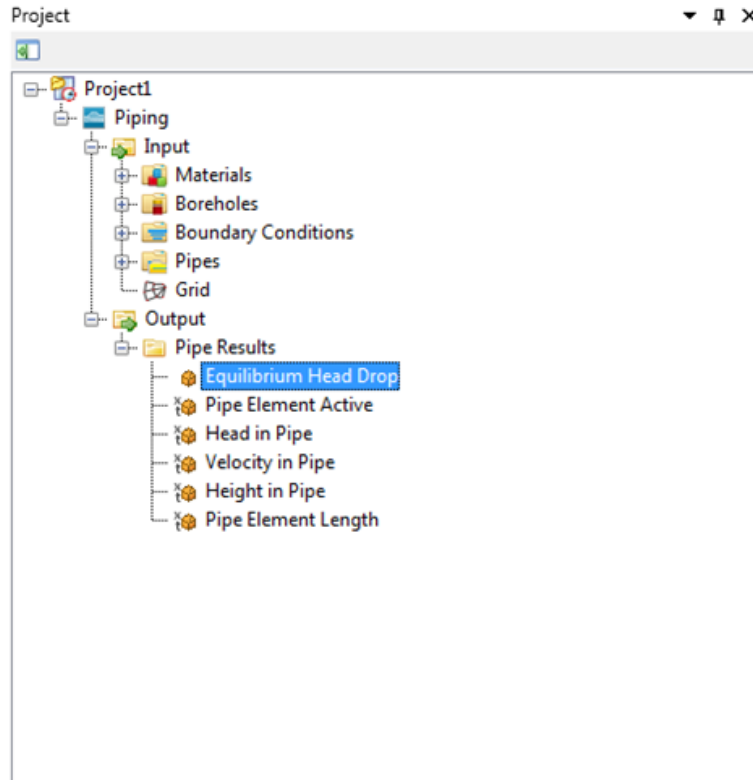 Project
Project1
Piping
Input
Materials
Boreholes
Boundary Conditions
Pipes
Grid
Output
Pipe Results
Equilibrium Head Drop
Pipe Element Active
Head in Pipe
Velocity in Pipe
Height in Pipe
Pipe Element Length